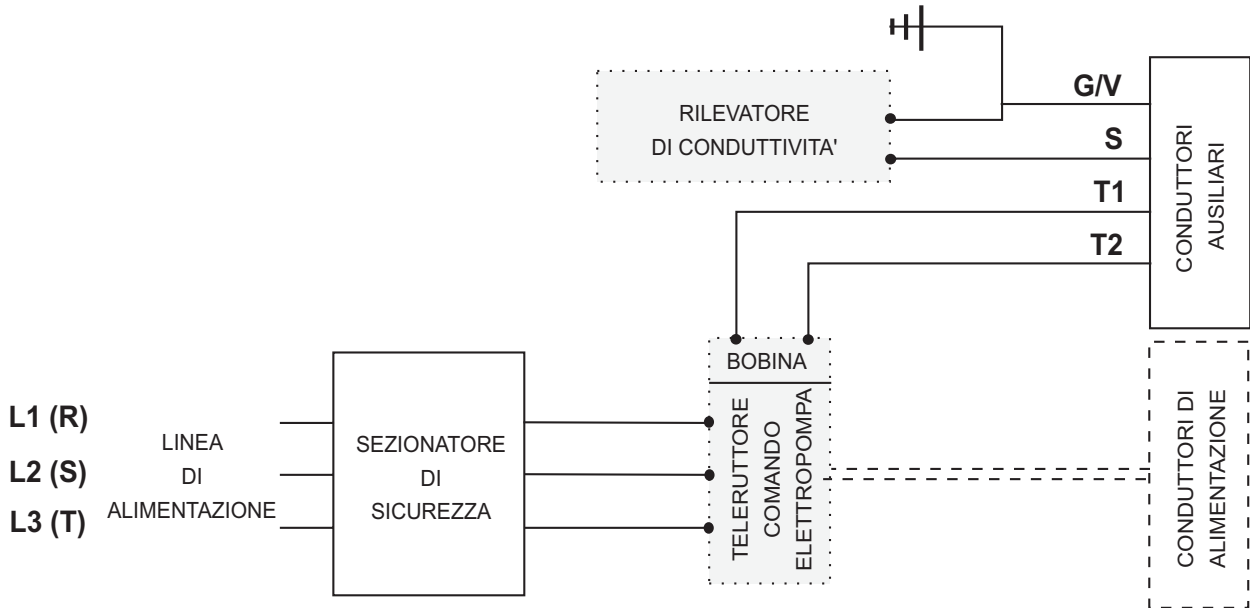 RILEVATORE
DI CONDUTTIVITA'
G/V
S
T1
T2
CONDUTTORI
AUSILIARI
BOBINA
TELERUTTORE
COMANDO
ELETTROPOMPA
L1 (R)
L2 (S)
L3 (T)
LINEA
DI
ALIMENTAZIONE
SEZIONATORE
DI
SICUREZZA
CONDUTTORI DI
ALIMENTAZIONE